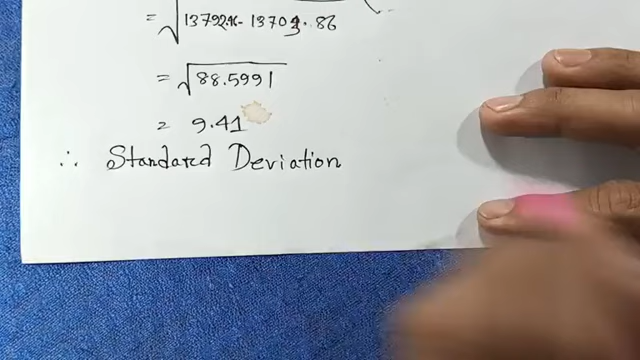 = √88.5991
= 9.41
∴ Standard Deviation